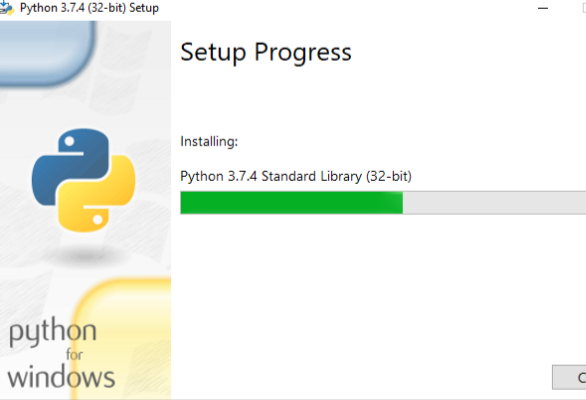 Python 3.7.4 (32-bit) Setup
Setup Progress
Installing:
Python 3.7.4 Standard Library (32-bit)
python
for
windows